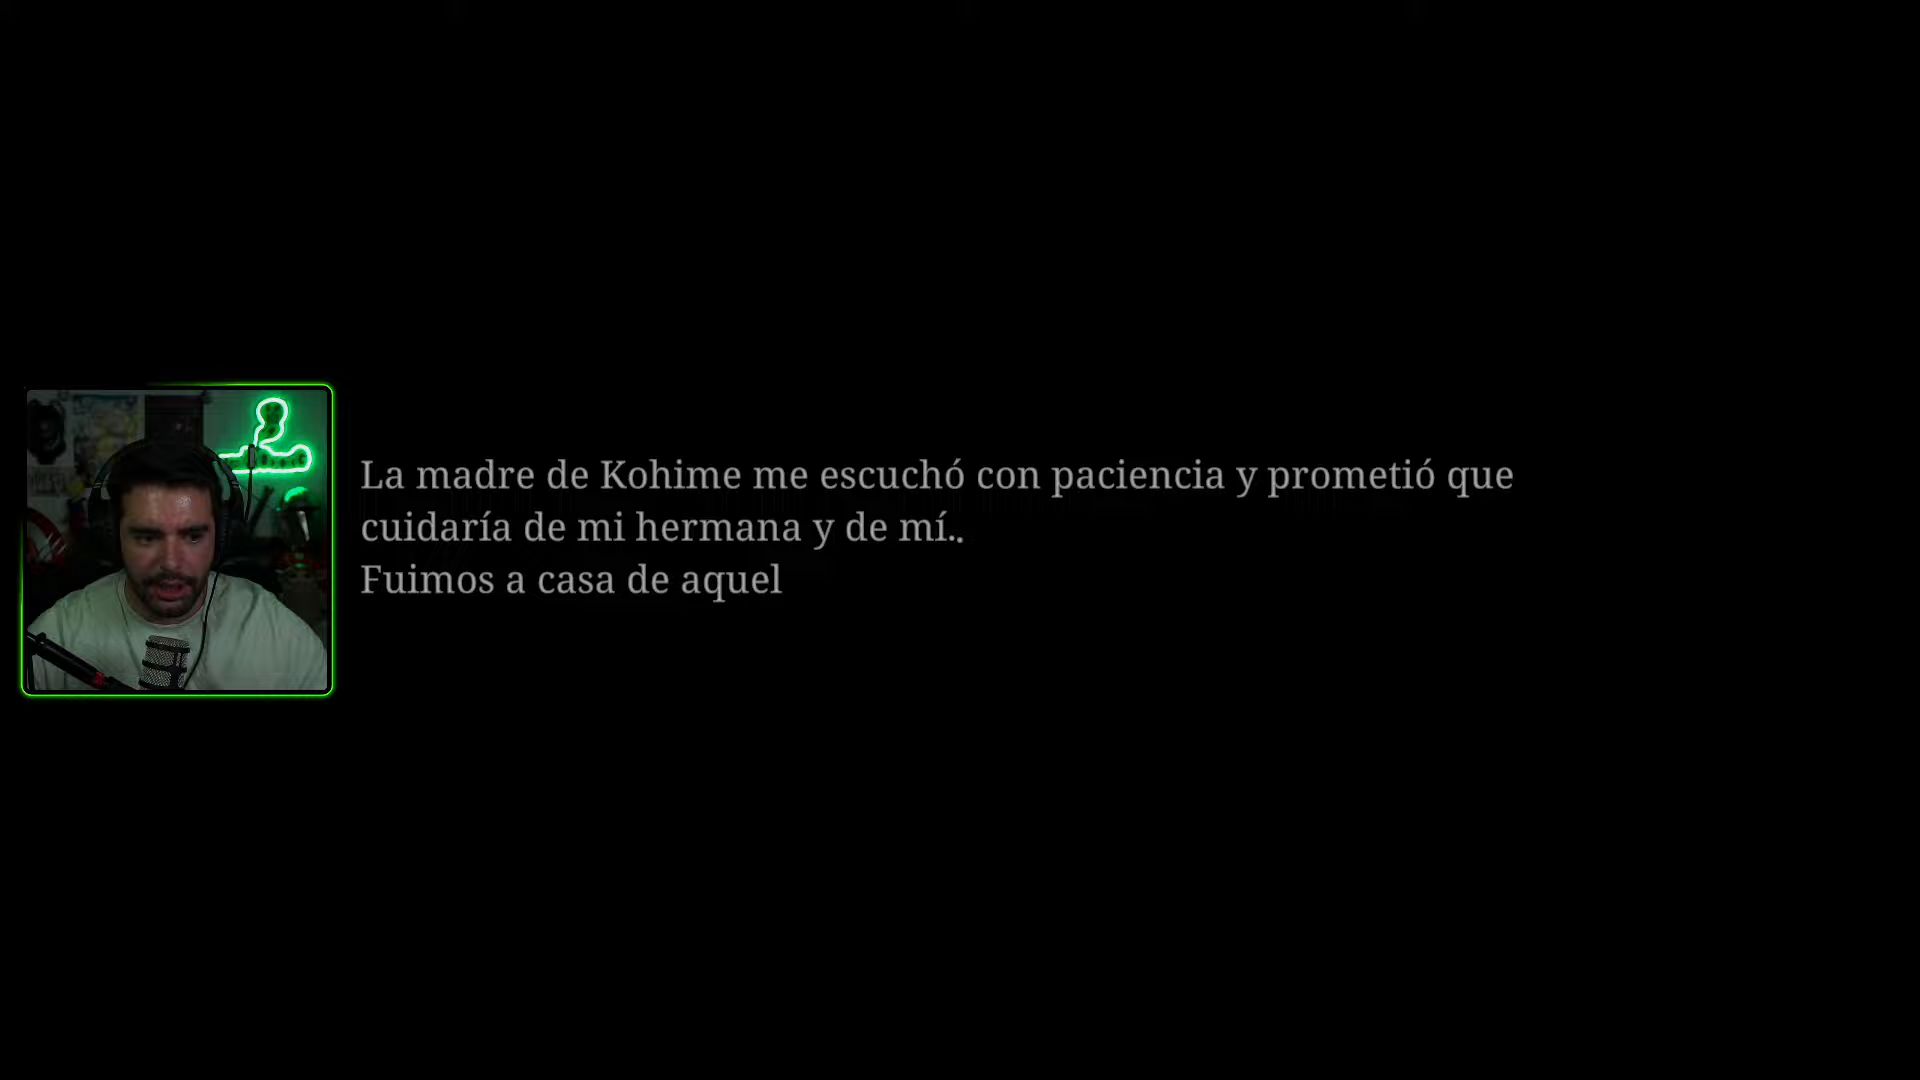 La madre de Kohime me escuchó con paciencia y prometió que
cuidaría de mi hermana y de mí..
Fuimos a casa de aquel